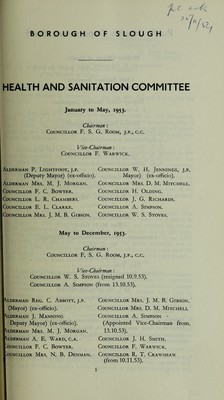 BOROUGH OF SLOUGH
HEALTH AND SANITATION COMMITTEE
January to May, 1953.
Chairman:
COUNCILLOR F. S. G. ROOM, J.P., C.C.
Vice-Chairman:
COUNCILLOR F. WARWICK.
ALDERMAN P. LIGHTFOOT, J.P.
(Deputy Mayor) (ex-officio).
ALDERMAN MRS. M. J. MORGAN.
COUNCILLOR F. C. BOWYER.
COUNCILLOR L. R. CHAMBERS.
COUNCILLOR E. L. CLARKE.
COUNCILLOR MRS. J. M. B. GIBSON.
COUNCILLOR W. H. JENNINGS, J.P.
Mayor) (ex-officio).
COUNCILLOR MRS. D. M. MITCHELL.
COUNCILLOR H. OLDING.
COUNCILLOR J. G. RICHARDS.
COUNCILLOR A. SIMPSON.
COUNCILLOR W. S. STOVES.
May to December, 1953.
Chairman:
COUNCILLOR F. S. G. ROOM, J.P., C.C.
Vice-Chairman:
COUNCILLOR W. S. STOVES (resigned 10.9.53).
COUNCILLOR A. SIMPSON (from 13.10.53).
ALDERMAN REG. C. ABBOTT, J.P.
(Mayor) (ex-officio).
ALDERMAN J. MANNING
Deputy Mayor) (ex-officio).
ALDERMAN MRS. M. J. MORGAN.
ALDERMAN A. E. WARD, C.A.
COUNCILLOR F. C. BOWYER.
COUNCILLOR MRS. N. B. DENMAN.
COUNCILLOR MRS. J. M. B. GIBSON.
COUNCILLOR MRS. D. M. MITCHELL.
COUNCILLOR A. SIMPSON -
(Appointed Vice-Chairman from,
13.10.53).
COUNCILLOR J. H. SMITH.
COUNCILLOR F. WARWICK.
COUNCILLOR R. T. CRAWSHAW
(from 10.11.53).
1